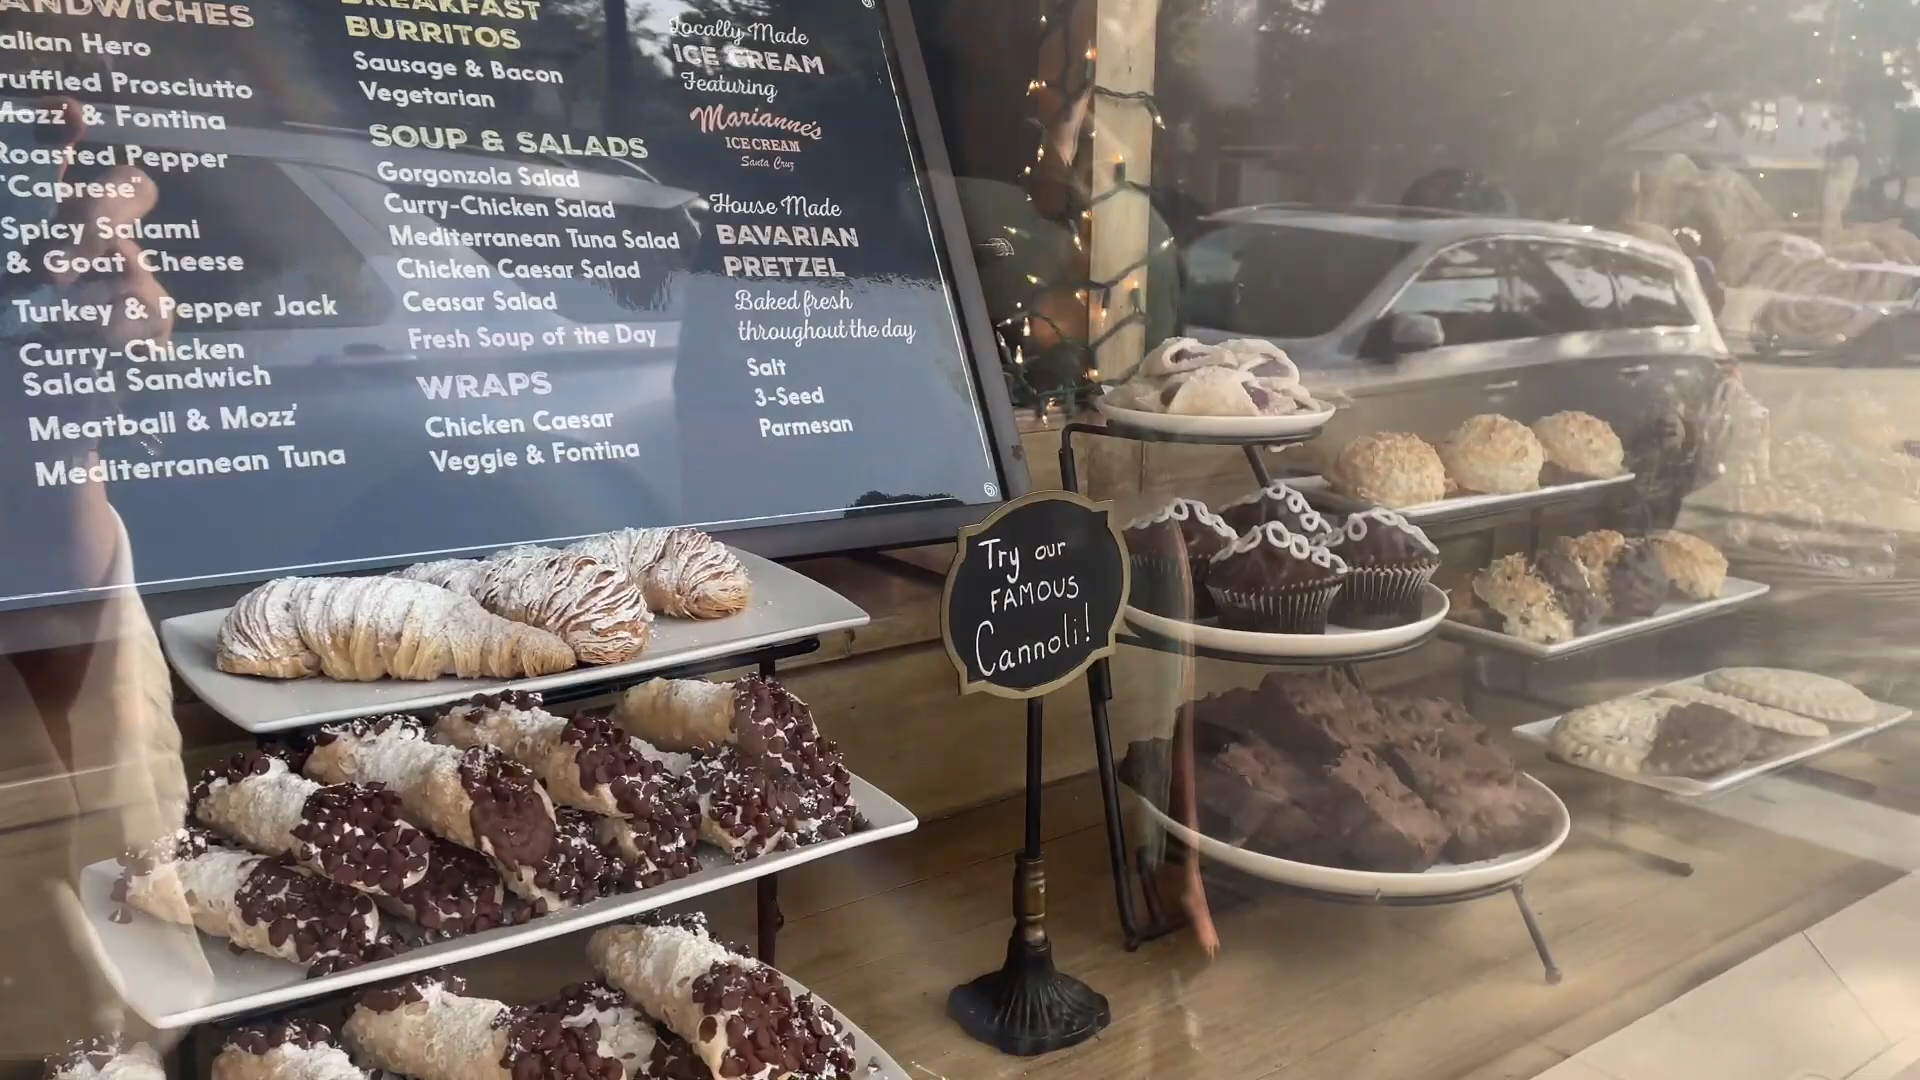 ANDWICHES
alian Hero
ruffled Prosciutto
Mozz' & Fontina
Roasted Pepper
"Caprese"
Spicy Salami
& Goat Cheese
Turkey & Pepper Jack
Curry-Chicken
Salad Sandwich
Meatball & Mozz'
Mediterranean Tuna
BREAKFAST
BURRITOS
Sausage & Bacon
Vegetarian
SOUP & SALADS
Gorgonzola Salad
Curry-Chicken Salad
Mediterranean Tuna Salad
Chicken Caesar Salad
Ceasar Salad
Fresh Soup of the Day
WRAPS
Chicken Caesar
Veggie & Fontina
Locally Made
ICE CREAM
Featuring
Marianne's
ICE CREAM
Santa Cruz
House Made
BAVARIAN
PRETZEL
Baked fresh
throughout the day
Salt
3-Seed
Parmesan
Try our
FAMOUS
Cannoli!